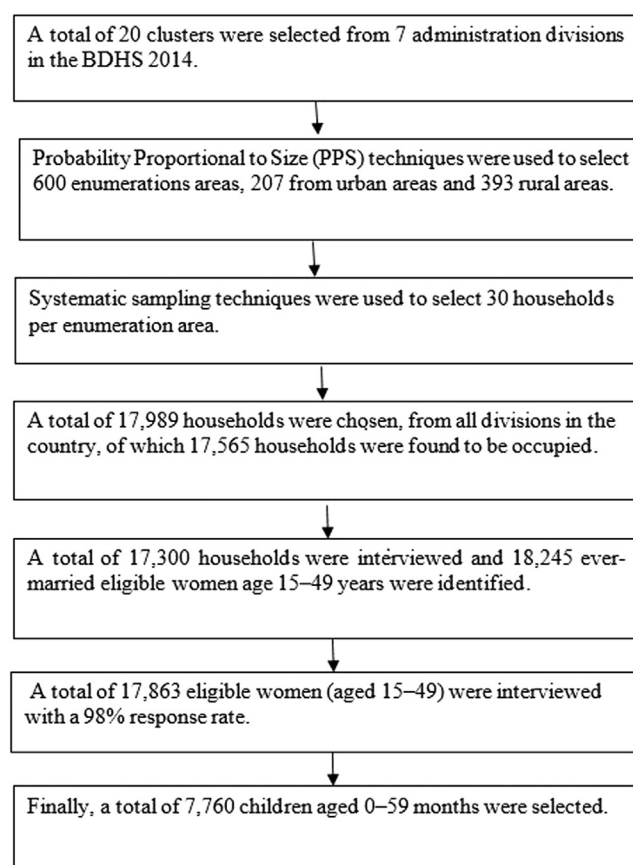 A total of 20 clusters were selected from 7 administration divisions
in the BDHS 2014.
Probability Proportional to Size (PPS) techniques were used to select
600 enumerations areas, 207 from urban areas and 393 rural areas.
Systematic sampling techniques were used to select 30 households
per enumeration area.
A total of 17,989 households were chosen, from all divisions in the
country, of which 17,565 households were found to be occupied.
A total of 17,300 households were interviewed and 18,245 ever-
married eligible women age 15–49 years were identified.
A total of 17,863 eligible women (aged 15–49) were interviewed
with a 98% response rate.
Finally, a total of 7,760 children aged 0–59 months were selected.